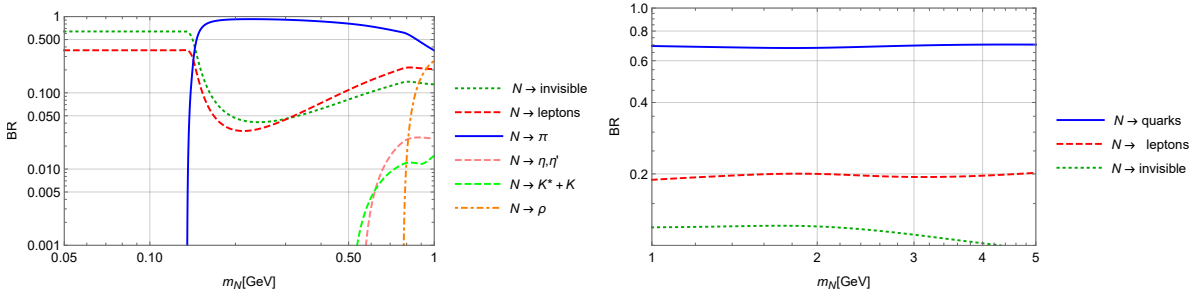 1
0.500
0.100
0.050
0.010
0.005
0.001
BR
0.05
0.10
0.50
1
m_N[GeV]
N → invisible
N → leptons
N → π
N → η,η'
N → K* + K
N → ρ
1.0
0.8
0.6
0.4
0.2
BR
1
2
3
4
5
m_N[GeV]
N → quarks
N → leptons
N → invisible